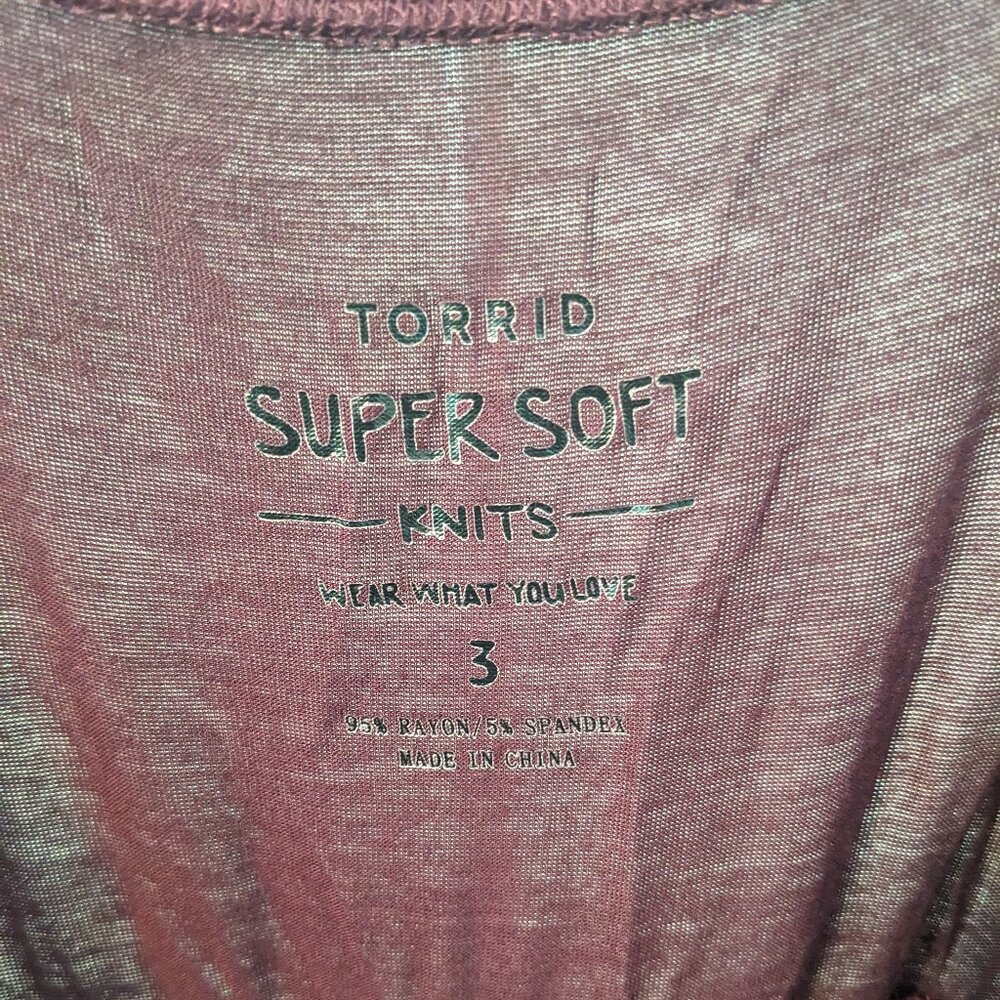 TORRID
SUPER SOFT
KNITS
WEAR WHAT YOU LOVE
3
95% RAYON/5% SPANDEX
MADE IN CHINA